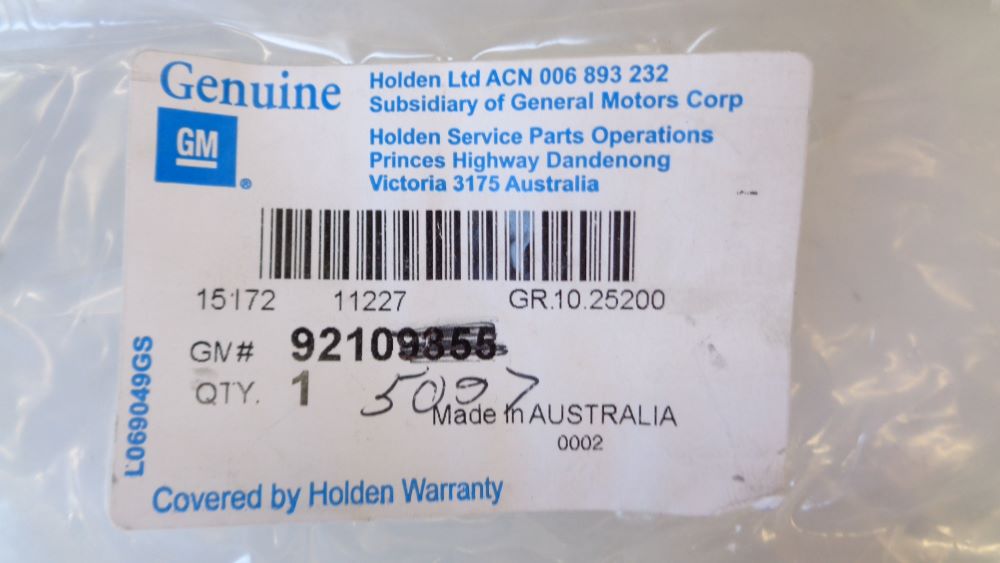 Genuine
GM
®
Holden Ltd ACN 006 893 232
Subsidiary of General Motors Corp
Holden Service Parts Operations
Princes Highway Dandenong
Victoria 3175 Australia
15172 11227 GR.10.25200
GM# 92109355
QTY. 1
5097
Made In AUSTRALIA
0002
L069049GS
Covered by Holden Warranty